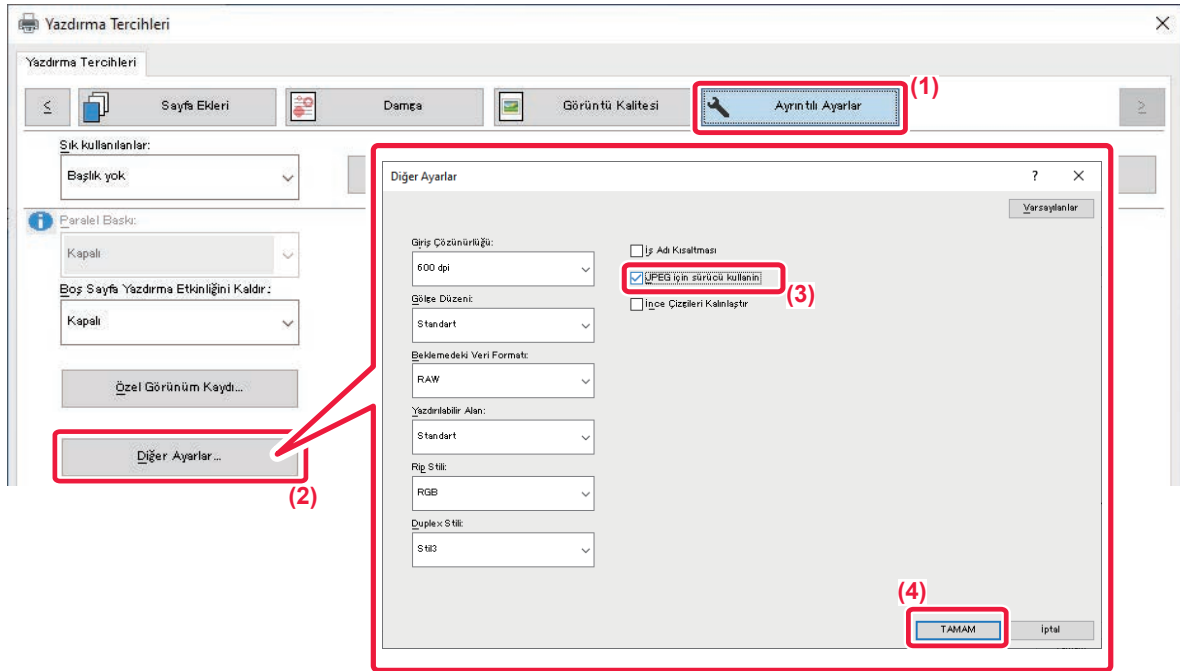 Yazdırma Tercihleri
Yazdırma Tercihleri
(1)
< Sayfa Ekleri Damga Görüntü Kalitesi Ayrıntılı Ayarlar >
Sık kullanılanlar:
Başlık yok
Paralel Baskı:
Kapalı
Boş Sayfa Yazdırma Etkinliğini Kaldır:
Kapalı
Özel Görünüm Kaydı...
Diğer Ayarlar...
(2)
Diğer Ayarlar ?
Varsayılanlar
Giriş Çözünürlüğü:
600 dpi
Gölge Düzeni:
Standart
Beklemedeki Veri Formatı:
RAW
Yazdırılabilir Alan:
Standart
Rip Stili:
RGB
Duplex Stili:
Stil3
İş Adı Kısaltması
JPEG için sürücü kullanin
(3)
İnce Çizgileri Kalınlaştır
(4)
TAMAM İptal